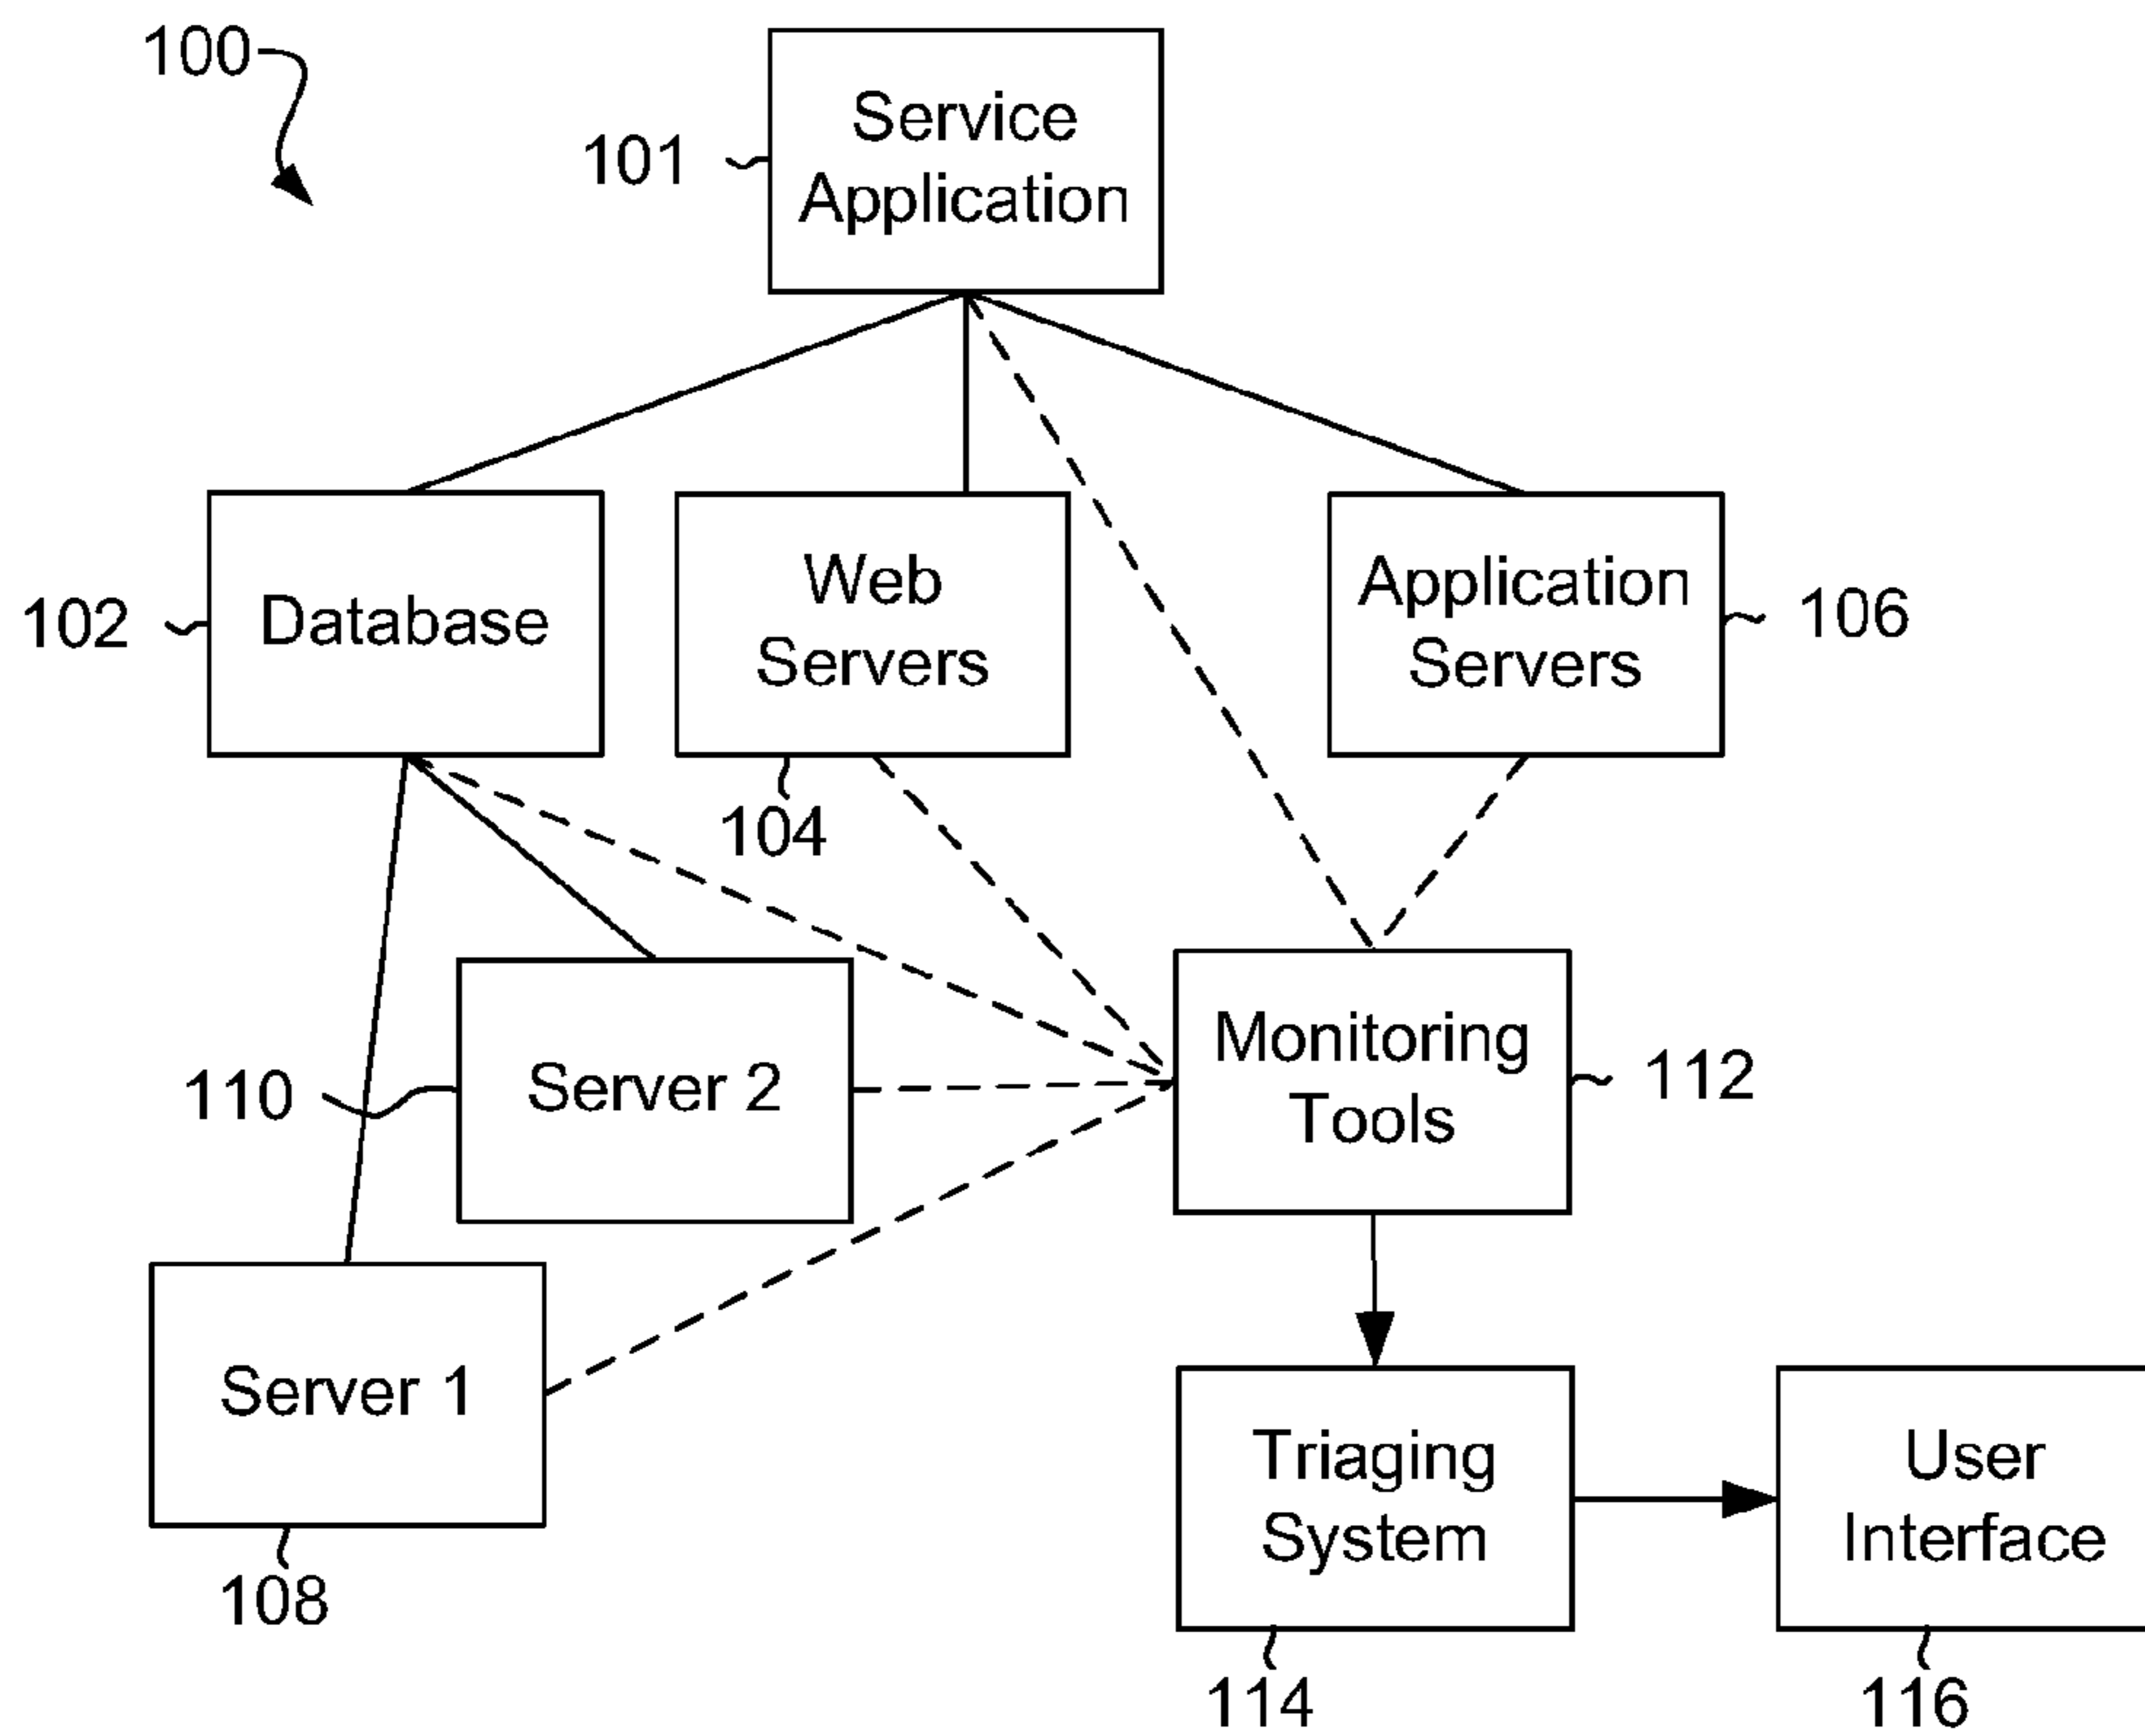 100
101
Service
Application
102
Database
Web
Servers
104
Application
Servers
106
110
Server 2
Monitoring
Tools
112
Server 1
108
Triaging
System
114
User
Interface
116